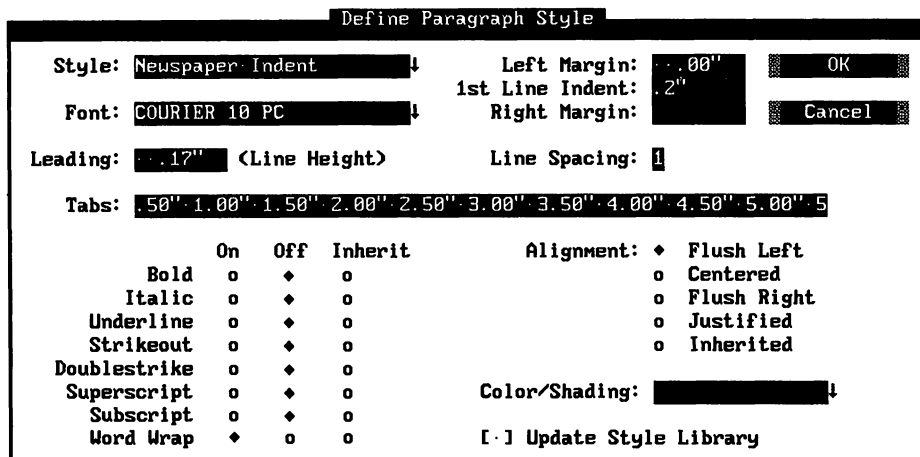 Define Paragraph Style
Style: Newspaper·Indent ↓ Left Margin: ···.00" OK
1st Line Indent: .2"
Font: COURIER 10 PC ↓ Right Margin: Cancel
Leading: ···.17" (Line Height) Line Spacing: 1
Tabs: .50"·1.00"·1.50"·2.00"·2.50"·3.00"·3.50"·4.00"·4.50"·5.00"·5
On Off Inherit Alignment: ◆ Flush Left
Bold o ◆ o o Centered
Italic o ◆ o o Flush Right
Underline o ◆ o o Justified
Strikeout o ◆ o o Inherited
Doublestrike o ◆ o
Superscript o ◆ o Color/Shading: ↓
Subscript o ◆ o
Word Wrap ◆ o o [·] Update Style Library